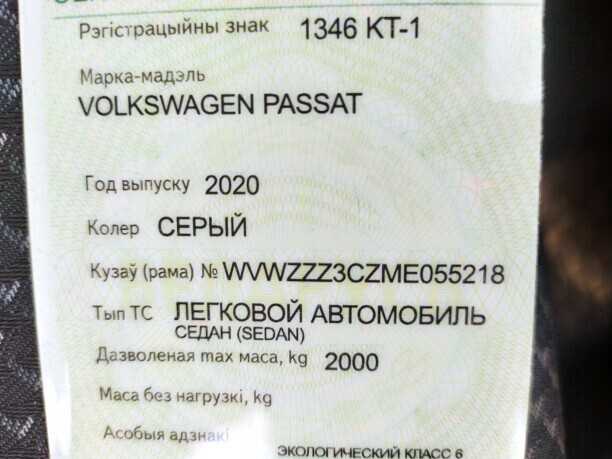 Рэгістрацыйны знак 1346 КТ-1
Марка-мадэль
VOLKSWAGEN PASSAT
Год выпуску 2020
Колер СЕРЫЙ
Кузаў (рама) № WVWZZZ3CZME055218
Тып ТС ЛЕГКОВОЙ АВТОМОБИЛЬ
СЕДАН (SEDAN)
Дазволеная max маса, kg 2000
Маса без нагрузкі, kg
Асобыя адзнакі
ЭКОЛОГИЧЕСКИЙ КЛАСС 6